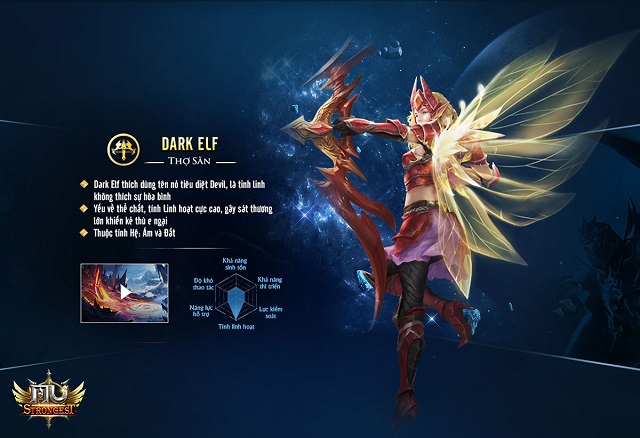 DARK ELF
THỢ SĂN
Dark Elf thích dùng tên nỏ tiêu diệt Devil, là tinh linh
không thích sự hòa bình
Yếu về thể chất, tính Linh hoạt cực cao, gây sát thương
lớn khiến kẻ thù e ngại
Thuộc tính Hệ: Ám và Đất
Khả năng
sinh tồn
Độ khó
thao tác
Khả năng
thi triển
Năng lực
hỗ trợ
Lực kiểm
soát
Tính linh hoạt
MU
STRONGEST